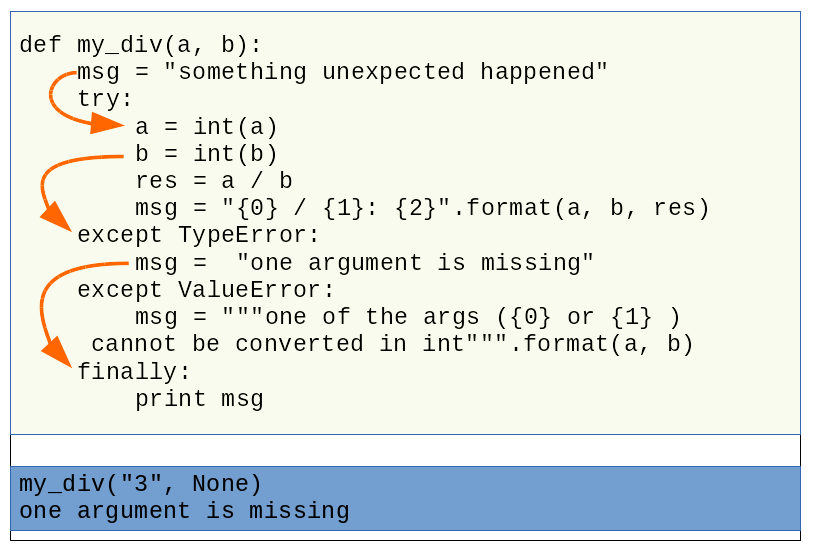 def my_div(a, b):
    msg = "something unexpected happened"
    try:
        a = int(a)
        b = int(b)
        res = a / b
        msg = "{0} / {1}: {2}".format(a, b, res)
    except TypeError:
        msg =  "one argument is missing"
    except ValueError:
        msg = """one of the args ({0} or {1} )
     cannot be converted in int""".format(a, b)
    finally:
        print msg
my_div("3", None)
one argument is missing